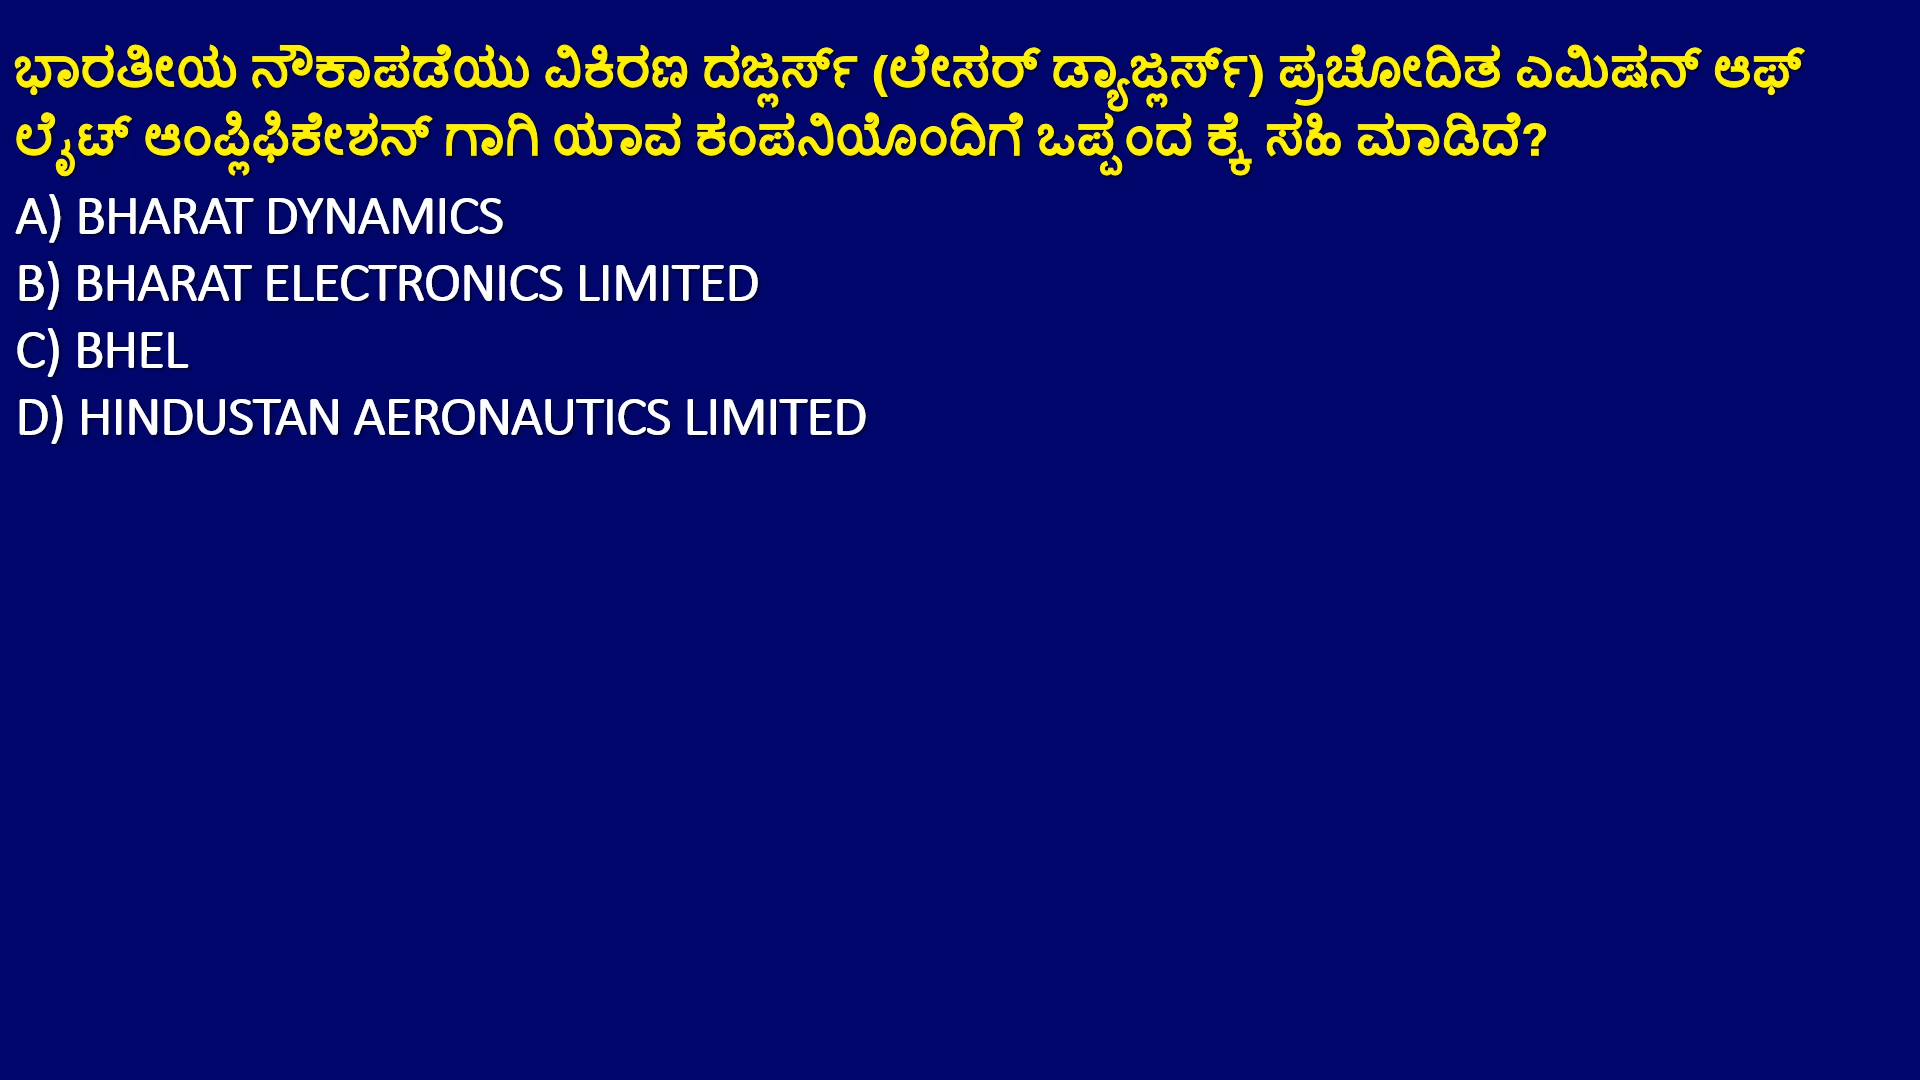 ಭಾರತೀಯ ನೌಕಾಪಡೆಯು ವಿಕಿರಣ ದಜ್ಲರ್ಸ್ (ಲೇಸರ್ ಡ್ಯಾಜ್ಲರ್ಸ್) ಪ್ರಚೋದಿತ ಎಮಿಷನ್ ಆಫ್
ಲೈಟ್ ಆಂಪ್ಲಿಫಿಕೇಶನ್ ಗಾಗಿ ಯಾವ ಕಂಪನಿಯೊಂದಿಗೆ ಒಪ್ಪಂದ ಕ್ಕೆ ಸಹಿ ಮಾಡಿದೆ?
A) BHARAT DYNAMICS
B) BHARAT ELECTRONICS LIMITED
C) BHEL
D) HINDUSTAN AERONAUTICS LIMITED